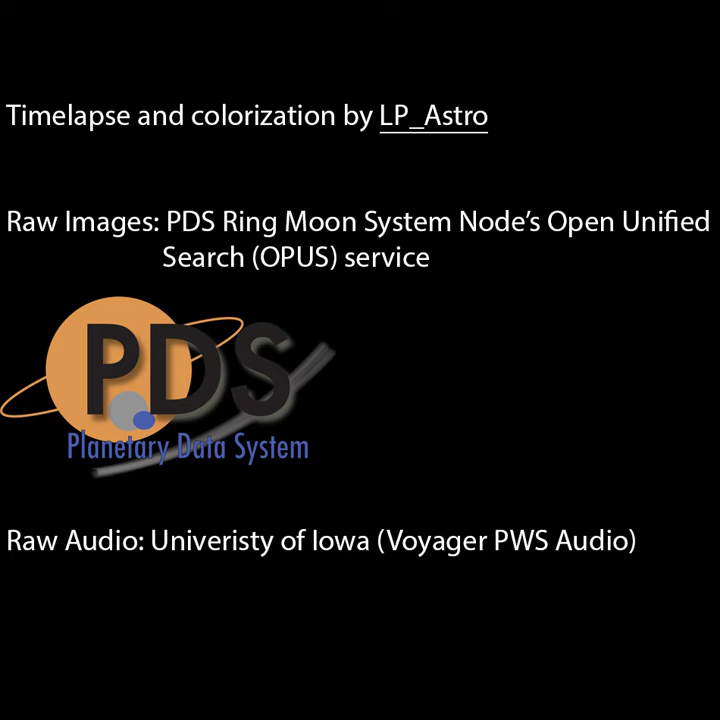 Timelapse and colorization by LP_Astro
Raw Images: PDS Ring Moon System Node's Open Unified
Search (OPUS) service
PDS
Planetary Data System
Raw Audio: Univeristy of Iowa (Voyager PWS Audio)